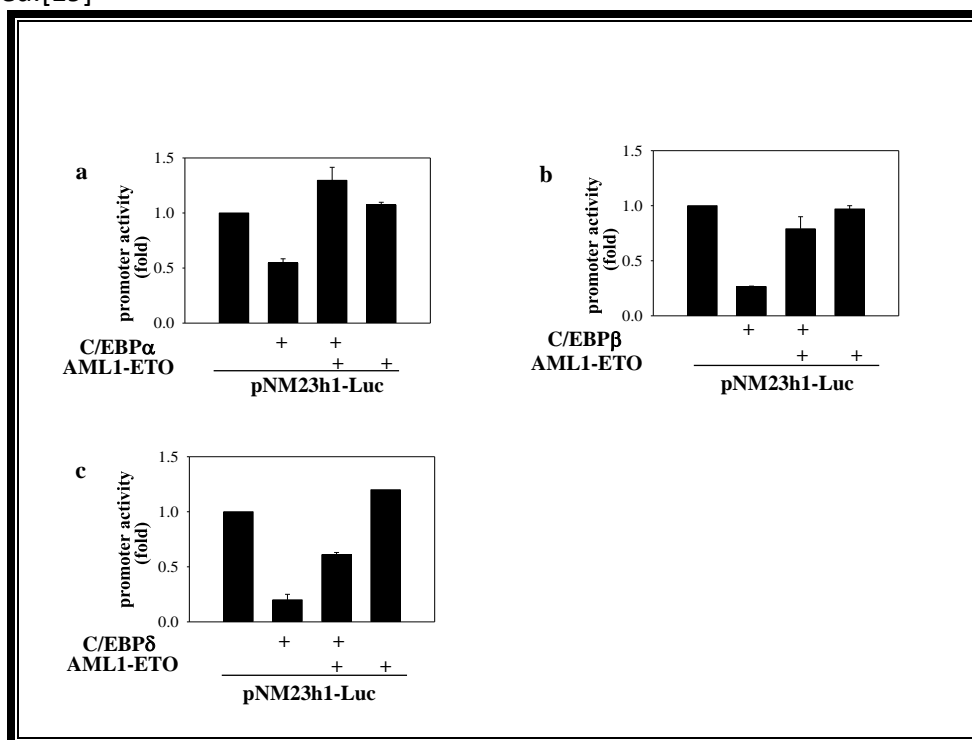 a
1.5
1.0
0.5
0.0
promoter activity
(fold)
C/EBPα + +
AML1-ETO + +
pNM23h1-Luc
b
1.5
1.0
0.5
0.0
promoter activity
(fold)
C/EBPβ + +
AML1-ETO + +
pNM23h1-Luc
c
1.5
1.0
0.5
0.0
promoter activity
(fold)
C/EBPδ + +
AML1-ETO + +
pNM23h1-Luc